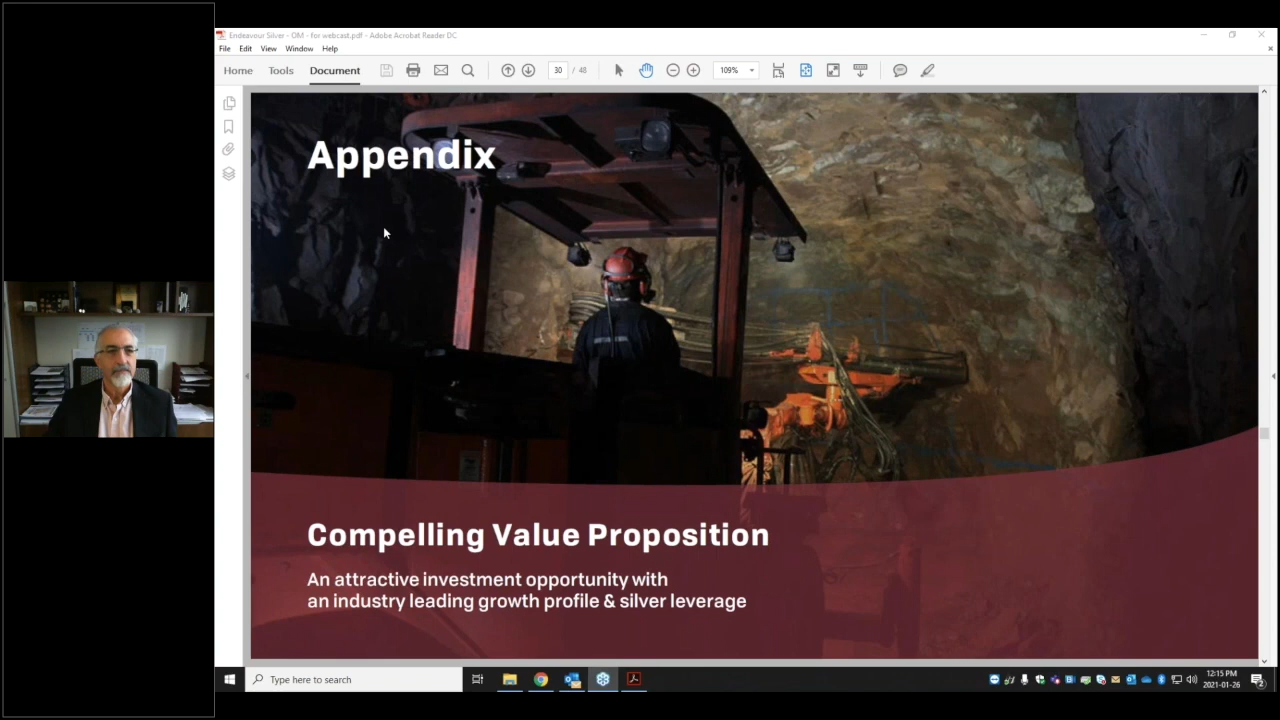 Endeavour Silver - OM - for webcast.pdf - Adobe Acrobat Reader DC
File Edit View Window Help
Home Tools Document 30 / 48 109%
Appendix
Compelling Value Proposition
An attractive investment opportunity with
an industry leading growth profile & silver leverage
Type here to search
12:15 PM
2021-01-26